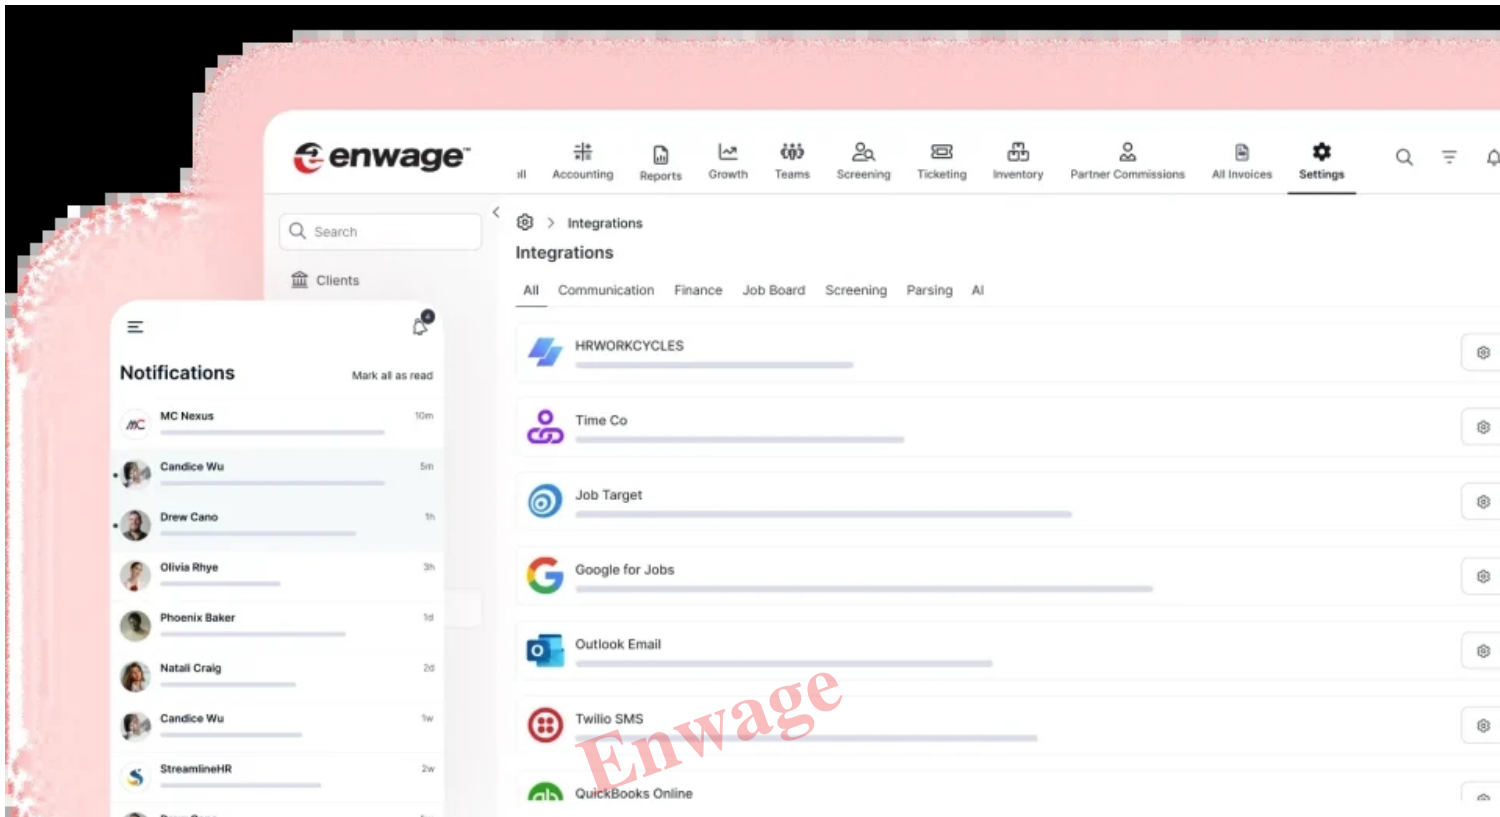 enwage™
ll Accounting Reports Growth Teams Screening Ticketing Inventory Partner Commissions All Invoices Settings
Search
Clients
Integrations
Integrations
All Communication Finance Job Board Screening Parsing AI
HRWORKCYCLES
Time Co
Job Target
Google for Jobs
Outlook Email
Twilio SMS
QuickBooks Online
4
Notifications
Mark all as read
MC Nexus 10m
Candice Wu 5m
Drew Cano 1h
Olivia Rhye 3h
Phoenix Baker 1d
Natali Craig 2d
Candice Wu 1w
StreamlineHR 2w
Enwage